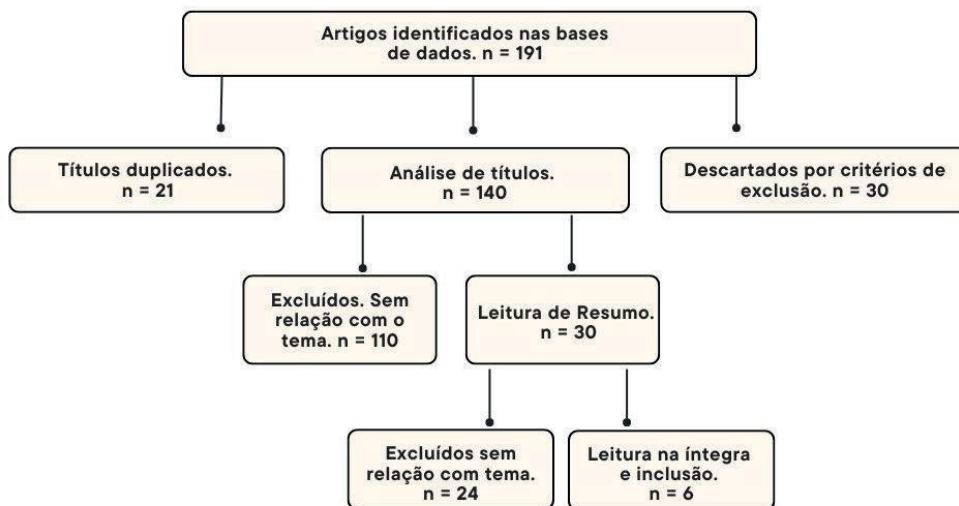 Artigos identificados nas bases
de dados. n = 191
Títulos duplicados.
n = 21
Análise de títulos.
n = 140
Descartados por critérios de
exclusão. n = 30
Excluídos. Sem
relação com o
tema. n = 110
Leitura de Resumo.
n = 30
Excluídos sem
relação com tema.
n = 24
Leitura na íntegra
e inclusão.
n = 6